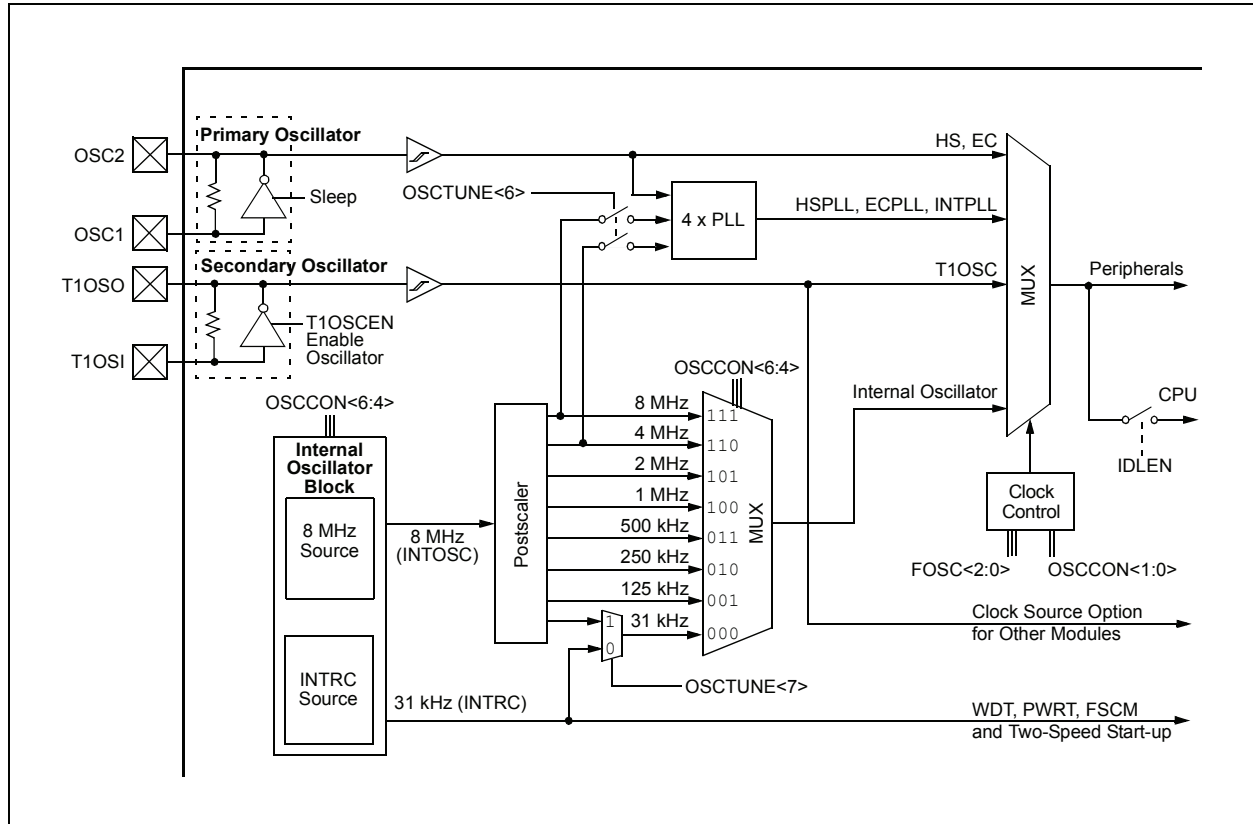 Primary Oscillator
OSC2
HS, EC
OSCTUNE<6>
Sleep
4 x PLL
HSPLL, ECPLL, INTPLL
OSC1
Secondary Oscillator
T1OSO
T1OSC
MUX
Peripherals
T1OSCEN
Enable
Oscillator
T1OSI
OSCCON<6:4>
OSCCON<6:4>
Internal Oscillator
CPU
IDLEN
Internal
Oscillator
Block
8 MHz
Source
8 MHz
(INTOSC)
Postscaler
8 MHz
111
4 MHz
110
2 MHz
101
1 MHz
100
500 kHz
011
250 kHz
010
125 kHz
001
1
0
31 kHz
000
MUX
Clock
Control
FOSC<2:0>
OSCCON<1:0>
Clock Source Option
for Other Modules
INTRC
Source
31 kHz (INTRC)
OSCTUNE<7>
WDT, PWRT, FSCM
and Two-Speed Start-up